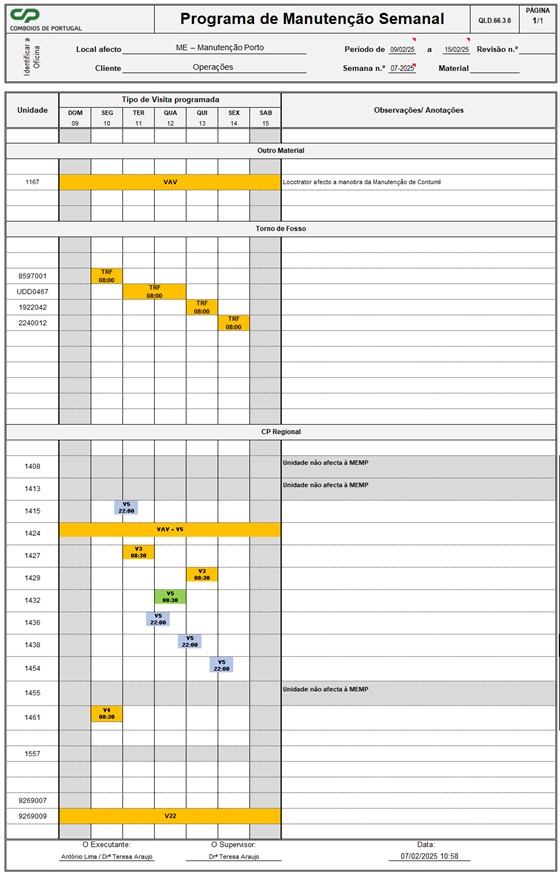 CP
COMBOIOS DE PORTUGAL
Programa de Manutenção Semanal
QLD.66.3.0
PÁGINA
1/1
Identificar a Oficina
Local afecto ME – Manutenção Porto
Período de 09/02/25 a 15/02/25 Revisão n.º
Cliente Operações
Semana n.º 07-2025 Material
Unidade
Tipo de Visita programada
Observações/ Anotações
DOM SEG TER QUA QUI SEX SAB
09 10 11 12 13 14 15
Outro Material
1167 VAV Locotrator afecto a manobra da Manutenção de Contumil
Torno de Fosso
8597001 TRF 08:00
UDD0467 TRF 08:00
1922042 TRF 08:00
2240012 TRF 08:00
CP Regional
1408 Unidade não afecta à MEMP
1413 Unidade não afecta à MEMP
1415 V5 22:00
1424 VAV - V5
1427 V3 08:30
1429 V3 08:30
1432 V5 08:30
1436 V5 22:00
1438 V5 22:00
1454 V5 22:00
1455 Unidade não afecta à MEMP
1461 V4 08:30
1557
9269007
9269009 V22
O Executante: O Supervisor: Data:
António Lima / Drª Teresa Araujo Drª Teresa Araujo 07/02/2025 10:58